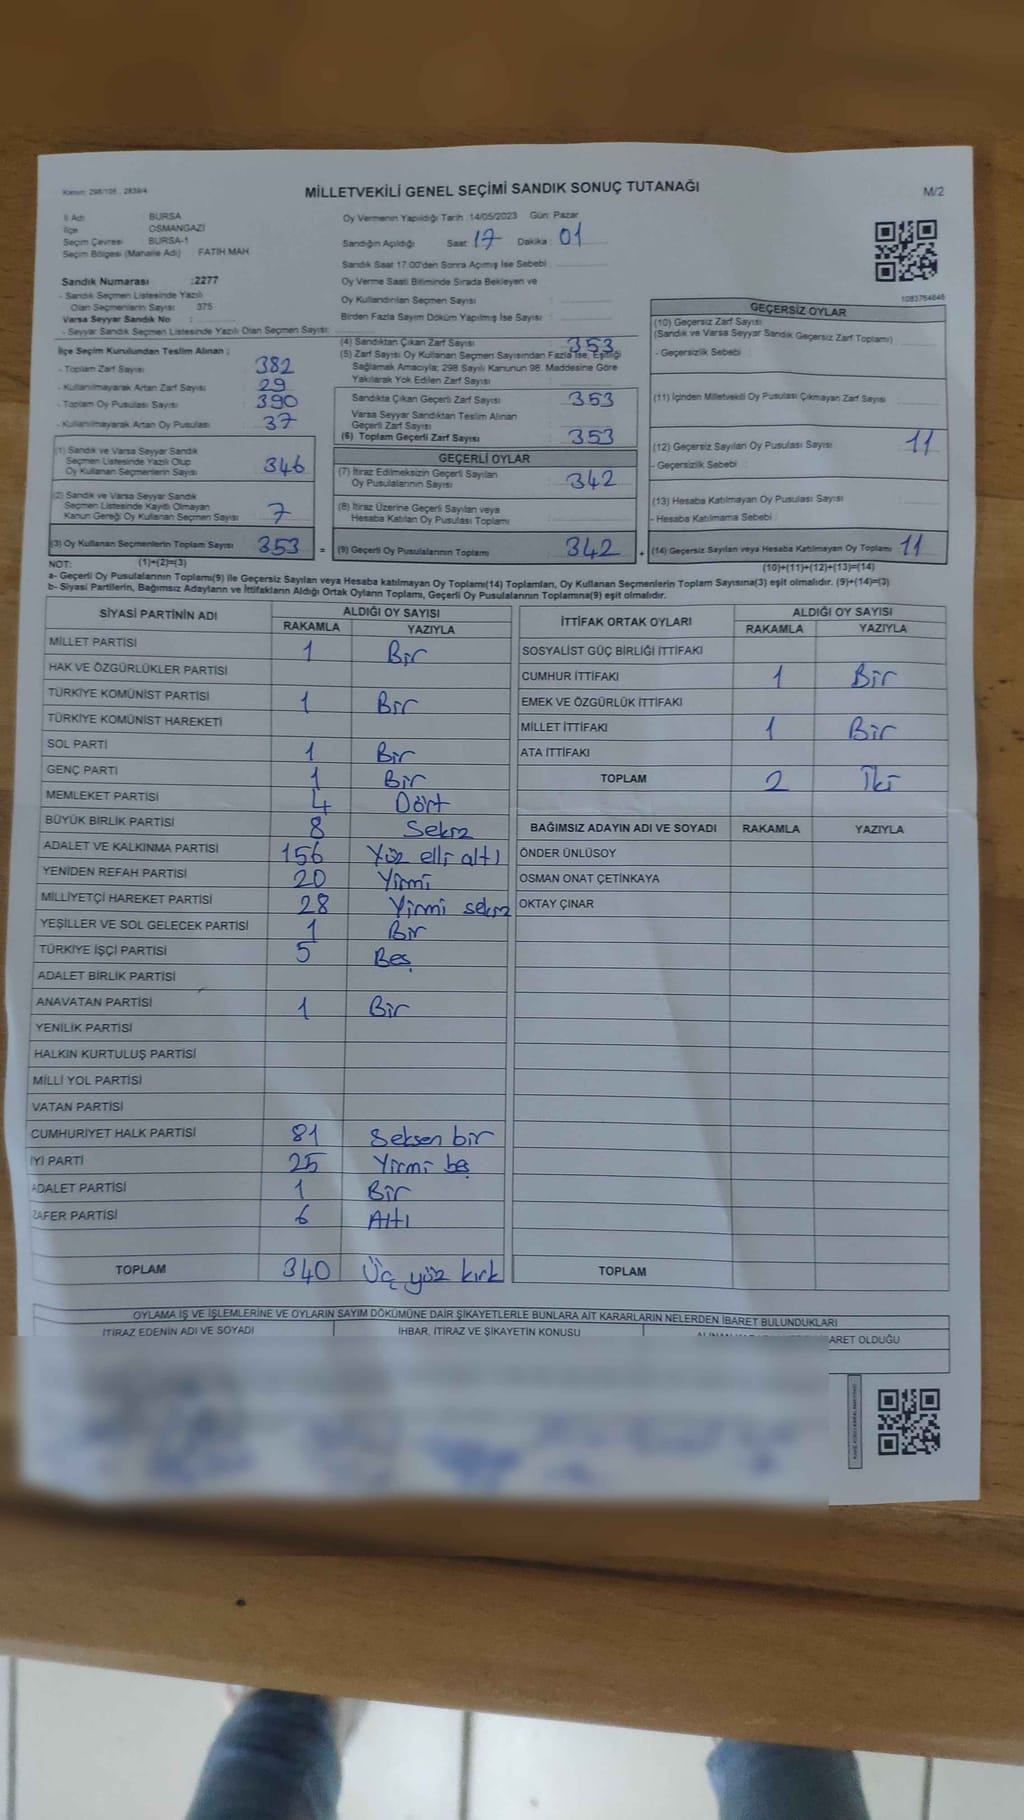 Kanun: 298/105 , 2839/4
MİLLETVEKİLİ GENEL SEÇİMİ SANDIK SONUÇ TUTANAĞI
M/2
İl Adı : BURSA
İlçe : OSMANGAZİ
Seçim Çevresi : BURSA-1
Seçim Bölgesi (Mahalle Adı) : FATİH MAH
Oy Vermenin Yapıldığı Tarih :14/05/2023 Gün: Pazar
Sandığın Açıldığı Saat: 17 Dakika : 01
Sandık Saat 17:00'den Sonra Açılmış İse Sebebi :
Sandık Numarası :2277
- Sandık Seçmen Listesinde Yazılı
Olan Seçmenlerin Sayısı 375
Varsa Seyyar Sandık No :
- Seyyar Sandık Seçmen Listesinde Yazılı Olan Seçmen Sayısı:
Oy Verme Saati Bitiminde Sırada Bekleyen ve
Oy Kullandırılan Seçmen Sayısı :
Birden Fazla Sayım Döküm Yapılmış İse Sayısı :
1083764646
İlçe Seçim Kurulundan Teslim Alınan ;
- Toplam Zarf Sayısı : 382
- Kullanılmayarak Artan Zarf Sayısı : 29
- Toplam Oy Pusulası Sayısı : 390
- Kullanılmayarak Artan Oy Pusulası : 37
(1) Sandık ve Varsa Seyyar Sandık
Seçmen Listesinde Yazılı Olup
Oy Kullanan Seçmenlerin Sayısı 346
(2) Sandık ve Varsa Seyyar Sandık
Seçmen Listesinde Kayıtlı Olmayan
Kanun Gereği Oy Kullanan Seçmen Sayısı : 7
(3) Oy Kullanan Seçmenlerin Toplam Sayısı 353 =
(1)+(2)=(3)
(4) Sandıktan Çıkan Zarf Sayısı : 353
(5) Zarf Sayısı Oy Kullanan Seçmen Sayısından Fazla İse, Eşitliği
Sağlamak Amacıyla; 298 Sayılı Kanunun 98. Maddesine Göre
Yakılarak Yok Edilen Zarf Sayısı :
Sandıkta Çıkan Geçerli Zarf Sayısı : 353
Varsa Seyyar Sandıktan Teslim Alınan
Geçerli Zarf Sayısı :
(6) Toplam Geçerli Zarf Sayısı : 353
GEÇERLİ OYLAR
(7) İtiraz Edilmeksizin Geçerli Sayılan
Oy Pusulalarının Sayısı : 342
(8) İtiraz Üzerine Geçerli Sayılan veya
Hesaba Katılan Oy Pusulası Toplamı :
(9) Geçerli Oy Pusulalarının Toplamı : 342 +
GEÇERSİZ OYLAR
(10) Geçersiz Zarf Sayısı
(Sandık ve Varsa Seyyar Sandık Geçersiz Zarf Toplamı) :
- Geçersizlik Sebebi :
(11) İçinden Milletvekili Oy Pusulası Çıkmayan Zarf Sayısı :
(12) Geçersiz Sayılan Oy Pusulası Sayısı : 11
- Geçersizlik Sebebi :
(13) Hesaba Katılmayan Oy Pusulası Sayısı :
- Hesaba Katılmama Sebebi :
(14) Geçersiz Sayılan veya Hesaba Katılmayan Oy Toplamı : 11
(10)+(11)+(12)+(13)=(14)
NOT:
a- Geçerli Oy Pusulalarının Toplamı(9) ile Geçersiz Sayılan veya Hesaba katılmayan Oy Toplamı(14) Toplamları, Oy Kullanan Seçmenlerin Toplam Sayısına(3) eşit olmalıdır. (9)+(14)=(3)
b- Siyasi Partilerin, Bağımsız Adayların ve İttifakların Aldığı Ortak Oyların Toplamı, Geçerli Oy Pusulalarının Toplamına(9) eşit olmalıdır.
SİYASİ PARTİNİN ADI ALDIĞI OY SAYISI
RAKAMLA YAZIYLA
MİLLET PARTİSİ 1 Bir
HAK VE ÖZGÜRLÜKLER PARTİSİ
TÜRKİYE KOMÜNİST PARTİSİ 1 Bir
TÜRKİYE KOMÜNİST HAREKETİ
SOL PARTİ 1 Bir
GENÇ PARTİ 1 Bir
MEMLEKET PARTİSİ 4 Dört
BÜYÜK BİRLİK PARTİSİ 8 Sekiz
ADALET VE KALKINMA PARTİSİ 156 Yüz elli altı
YENİDEN REFAH PARTİSİ 20 Yirmi
MİLLİYETÇİ HAREKET PARTİSİ 28 Yirmi sekiz
YEŞİLLER VE SOL GELECEK PARTİSİ 1 Bir
TÜRKİYE İŞÇİ PARTİSİ 5 Beş
ADALET BİRLİK PARTİSİ
ANAVATAN PARTİSİ 1 Bir
YENİLİK PARTİSİ
HALKIN KURTULUŞ PARTİSİ
MİLLİ YOL PARTİSİ
VATAN PARTİSİ
CUMHURİYET HALK PARTİSİ 81 Seksen bir
İYİ PARTİ 25 Yirmi beş
ADALET PARTİSİ 1 Bir
ZAFER PARTİSİ 6 Altı
TOPLAM 340 Üç yüz kırk
İTTİFAK ORTAK OYLARI ALDIĞI OY SAYISI
RAKAMLA YAZIYLA
SOSYALİST GÜÇ BİRLİĞİ İTTİFAKI
CUMHUR İTTİFAKI 1 Bir
EMEK VE ÖZGÜRLÜK İTTİFAKI
MİLLET İTTİFAKI 1 Bir
ATA İTTİFAKI
TOPLAM 2 İki
BAĞIMSIZ ADAYIN ADI VE SOYADI RAKAMLA YAZIYLA
ÖNDER ÜNLÜSOY
OSMAN ONAT ÇETİNKAYA
OKTAY ÇINAR
TOPLAM
OYLAMA İŞ VE İŞLEMLERİNE VE OYLARIN SAYIM DÖKÜMÜNE DAİR ŞİKAYETLERLE BUNLARA AİT KARARLARIN NELERDEN İBARET BULUNDUKLARI
İTİRAZ EDENİN ADI VE SOYADI İHBAR, İTİRAZ VE ŞİKAYETİN KONUSU OLDUĞU